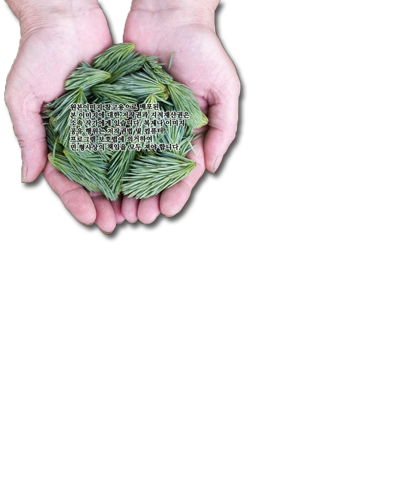 원본이미지 참고용으로 배포된
본 이미지에 대한 저작권과 지적재산권은
소속 작가에게 있습니다. 복제나 이미지
공유 행위는 저작권법 및 컴퓨터
프로그램 보호법에 의거하여
민.형사상의 책임을 모두 져야 합니다.